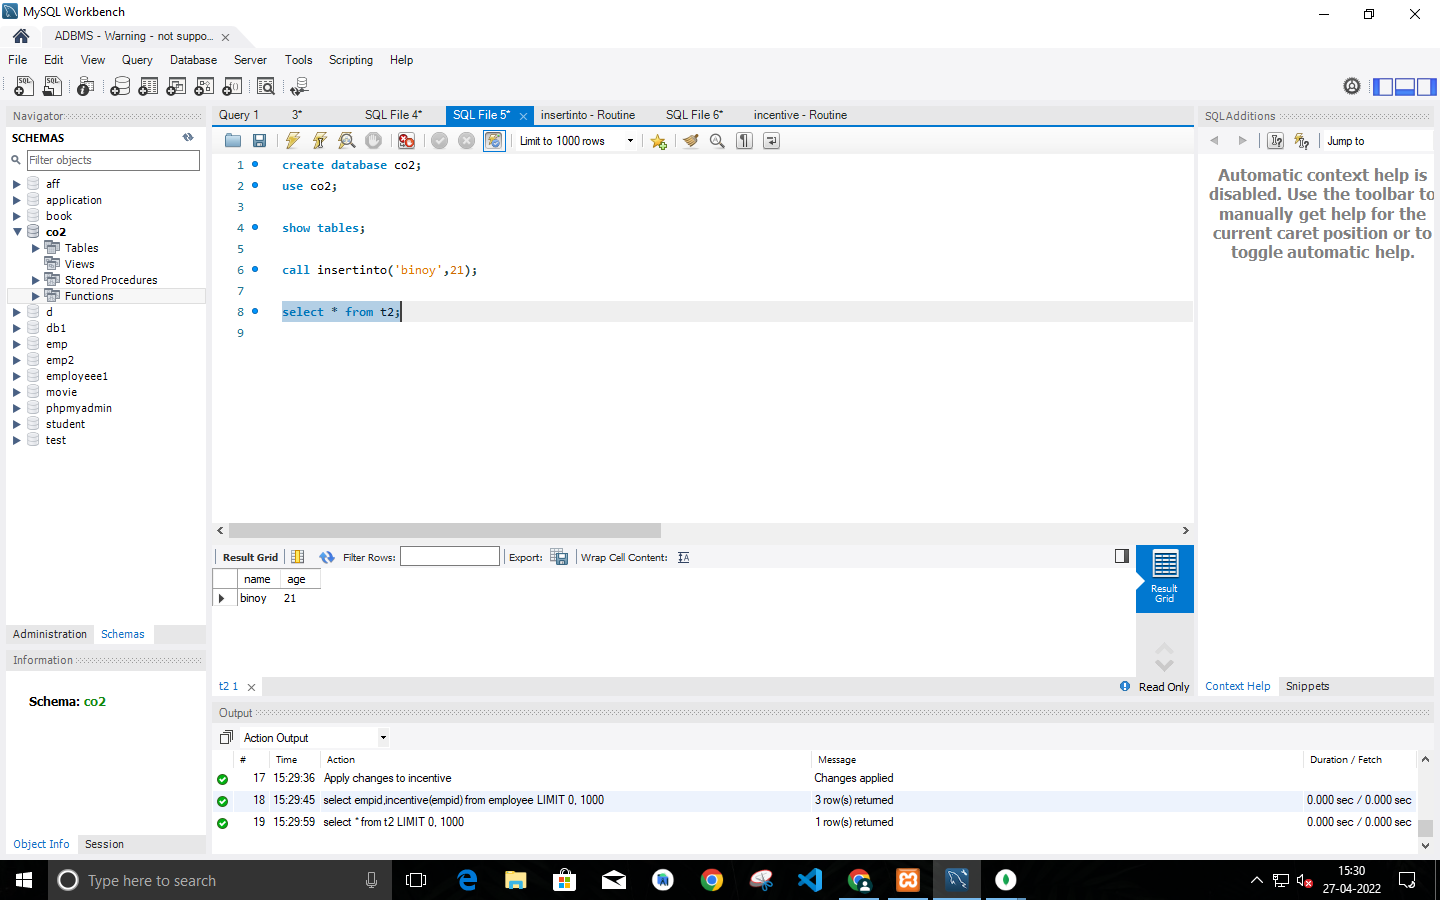 MySQL Workbench
ADBMS - Warning - not suppo...
File Edit View Query Database Server Tools Scripting Help
Navigator
SCHEMAS
Filter objects
aff
application
book
co2
Tables
Views
Stored Procedures
Functions
d
db1
emp
emp2
employeee1
movie
phpmyadmin
student
test
Administration Schemas
Information
Schema: co2
Object Info Session
Query 1 3* SQL File 4* SQL File 5* insertinto - Routine SQL File 6* incentive - Routine
Limit to 1000 rows
1 create database co2;
2 use co2;
3
4 show tables;
5
6 call insertinto('binoy',21);
7
8 select * from t2;
9
Result Grid Filter Rows: Export: Wrap Cell Content:
name age
binoy 21
Result
Grid
t2 1 Read Only
SQLAdditions
Jump to
Automatic context help is
disabled. Use the toolbar to
manually get help for the
current caret position or to
toggle automatic help.
Context Help Snippets
Output
Action Output
# Time Action Message Duration / Fetch
17 15:29:36 Apply changes to incentive Changes applied
18 15:29:45 select empid,incentive(empid) from employee LIMIT 0, 1000 3 row(s) returned 0.000 sec / 0.000 sec
19 15:29:59 select * from t2 LIMIT 0, 1000 1 row(s) returned 0.000 sec / 0.000 sec
Type here to search
15:30
27-04-2022